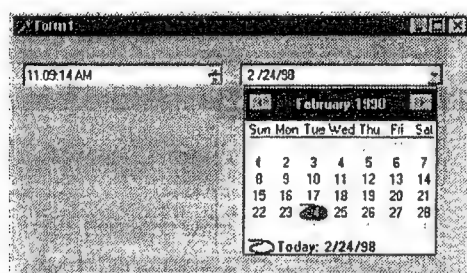 Form1
11:09:14 AM
2/24/98
February 1998
Sun Mon Tue Wed Thu Fri Sat
1 2 3 4 5 6 7
8 9 10 11 12 13 14
15 16 17 18 19 20 21
22 23 24 25 26 27 28
Today: 2/24/98